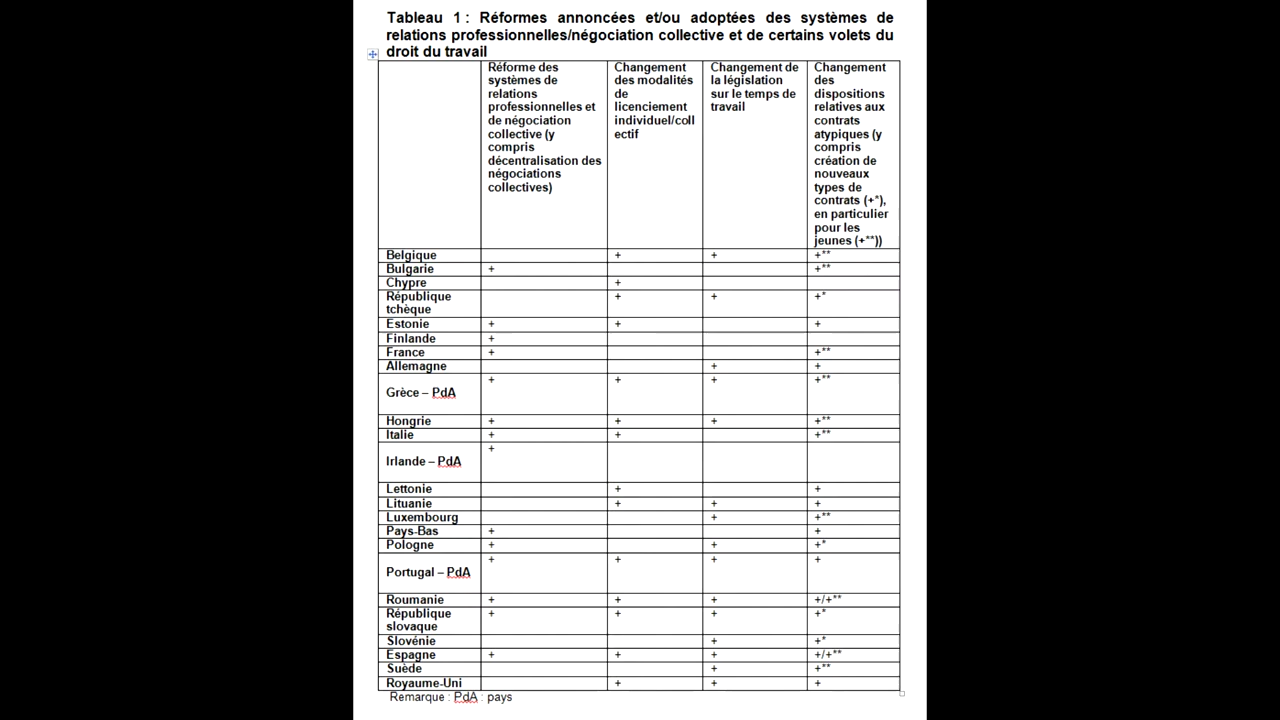 Tableau 1 : Réformes annoncées et/ou adoptées des systèmes de
relations professionnelles/négociation collective et de certains volets du
droit du travail
Réforme des
systèmes de
relations
professionnelles et
de négociation
collective (y
compris
décentralisation des
négociations
collectives)
Changement
des modalités
de
licenciement
individuel/coll
ectif
Changement de
la législation
sur le temps de
travail
Changement
des
dispositions
relatives aux
contrats
atypiques (y
compris
création de
nouveaux
types de
contrats (+*),
en particulier
pour les
jeunes (+**))
Belgique + + +**
Bulgarie + +**
Chypre +
République + + +*
tchèque
Estonie + + +
Finlande +
France + +**
Allemagne + +
+ + + +**
Grèce – PdA
Hongrie + + + +**
Italie + + +**
+
Irlande – PdA
Lettonie + +
Lituanie + + +
Luxembourg + +**
Pays-Bas + +
Pologne + + +*
+ + + +
Portugal – PdA
Roumanie + + + +/+**
République + + + +*
slovaque
Slovénie + +*
Espagne + + + +/+**
Suède + +**
Royaume-Uni + + +
Remarque : PdA : pays